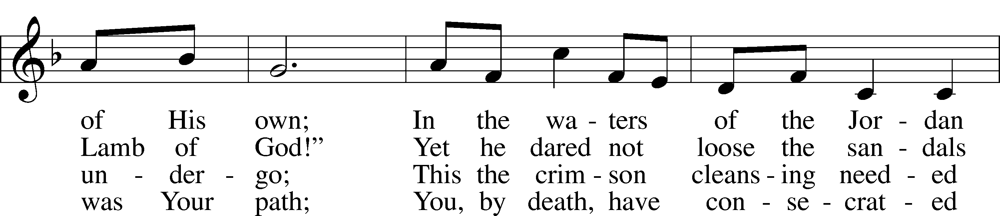 of His own; In the wa - ters of the Jor - dan
Lamb of God!” Yet he dared not loose the san - dals
un - der - go; This the crim - son cleans - ing need - ed
was Your path; You, by death, have con - se - crat - ed